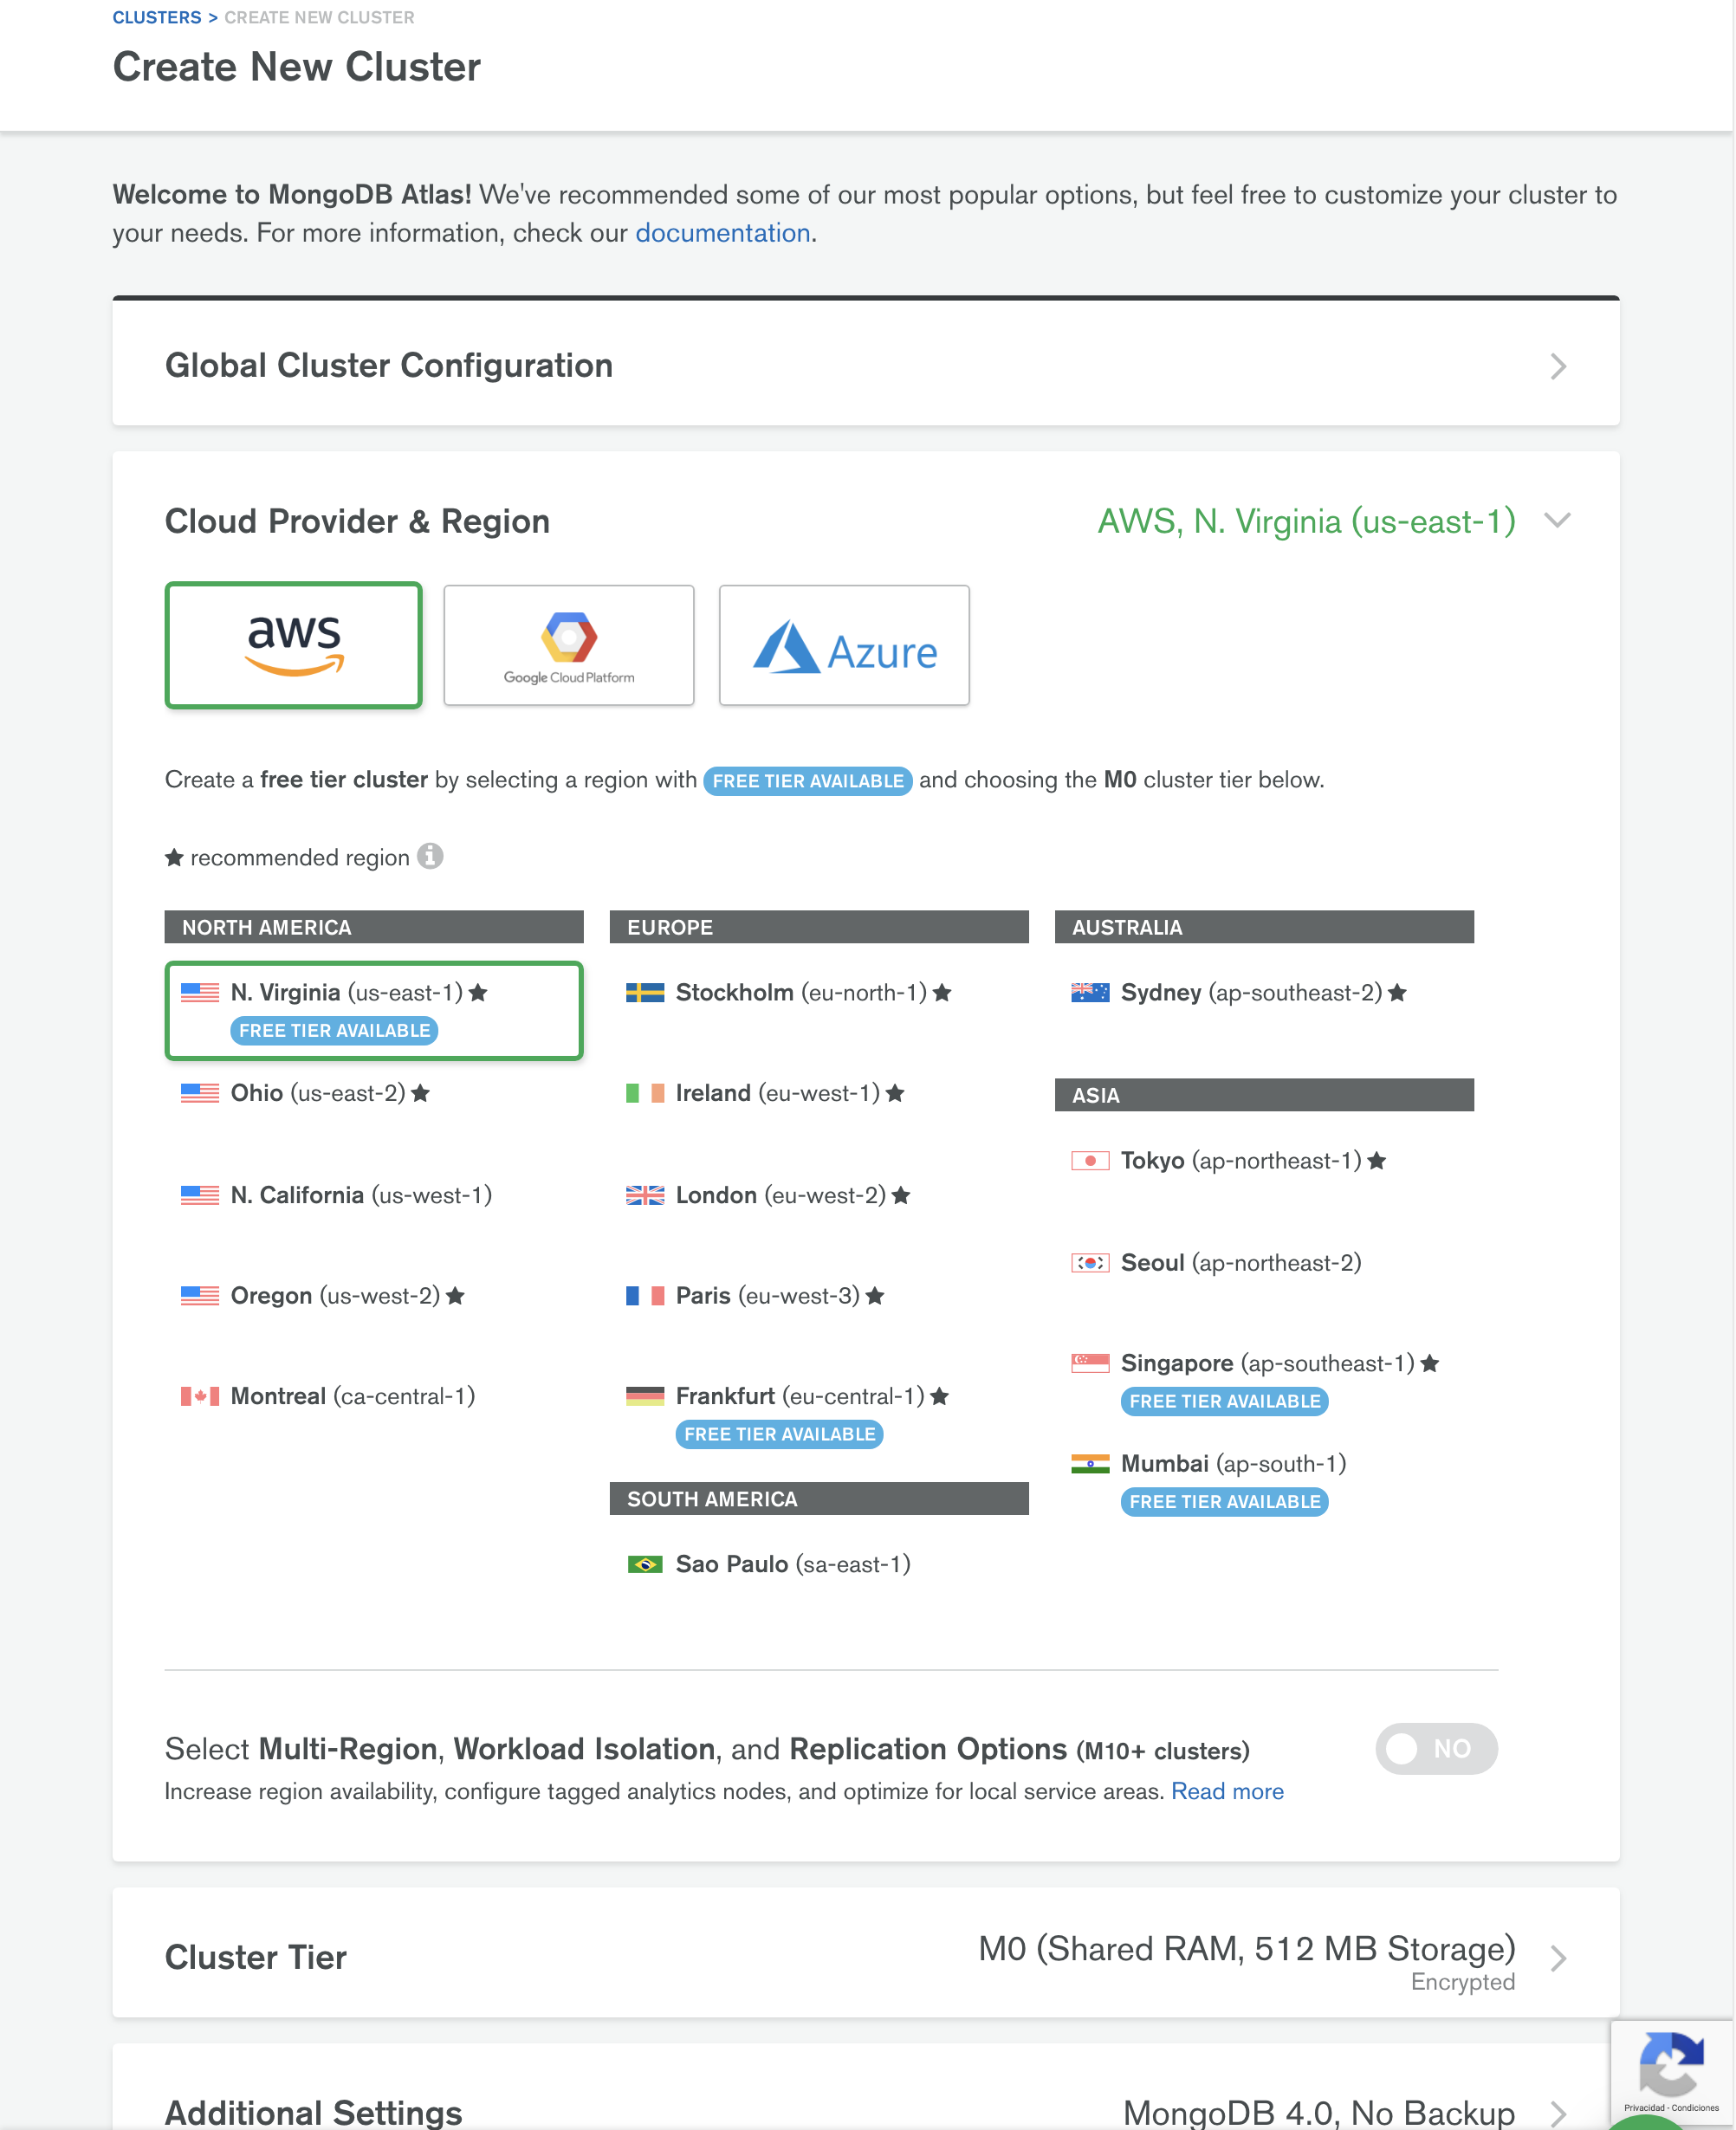 CLUSTERS > CREATE NEW CLUSTER
Create New Cluster
Welcome to MongoDB Atlas! We've recommended some of our most popular options, but feel free to customize your cluster to
your needs. For more information, check our documentation.
Global Cluster Configuration
Cloud Provider & Region
AWS, N. Virginia (us-east-1)
aws
Google Cloud Platform
Azure
Create a free tier cluster by selecting a region with FREE TIER AVAILABLE and choosing the M0 cluster tier below.
★ recommended region
NORTH AMERICA
N. Virginia (us-east-1) ★
FREE TIER AVAILABLE
Ohio (us-east-2) ★
N. California (us-west-1)
Oregon (us-west-2) ★
Montreal (ca-central-1)
EUROPE
Stockholm (eu-north-1) ★
Ireland (eu-west-1) ★
London (eu-west-2) ★
Paris (eu-west-3) ★
Frankfurt (eu-central-1) ★
FREE TIER AVAILABLE
SOUTH AMERICA
Sao Paulo (sa-east-1)
AUSTRALIA
Sydney (ap-southeast-2) ★
ASIA
Tokyo (ap-northeast-1) ★
Seoul (ap-northeast-2)
Singapore (ap-southeast-1) ★
FREE TIER AVAILABLE
Mumbai (ap-south-1)
FREE TIER AVAILABLE
Select Multi-Region, Workload Isolation, and Replication Options (M10+ clusters)
NO
Increase region availability, configure tagged analytics nodes, and optimize for local service areas. Read more
Cluster Tier
M0 (Shared RAM, 512 MB Storage)
Encrypted
Additional Settings
MongoDB 4.0, No Backup
Privacidad - Condiciones